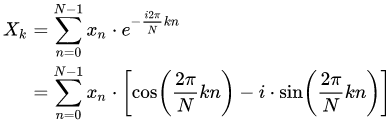 X_k = \sum_{n=0}^{N-1} x_n \cdot e^{-\frac{i2\pi}{N}kn}
= \sum_{n=0}^{N-1} x_n \cdot \left[\cos\left(\frac{2\pi}{N}kn\right) - i \cdot \sin\left(\frac{2\pi}{N}kn\right)\right]